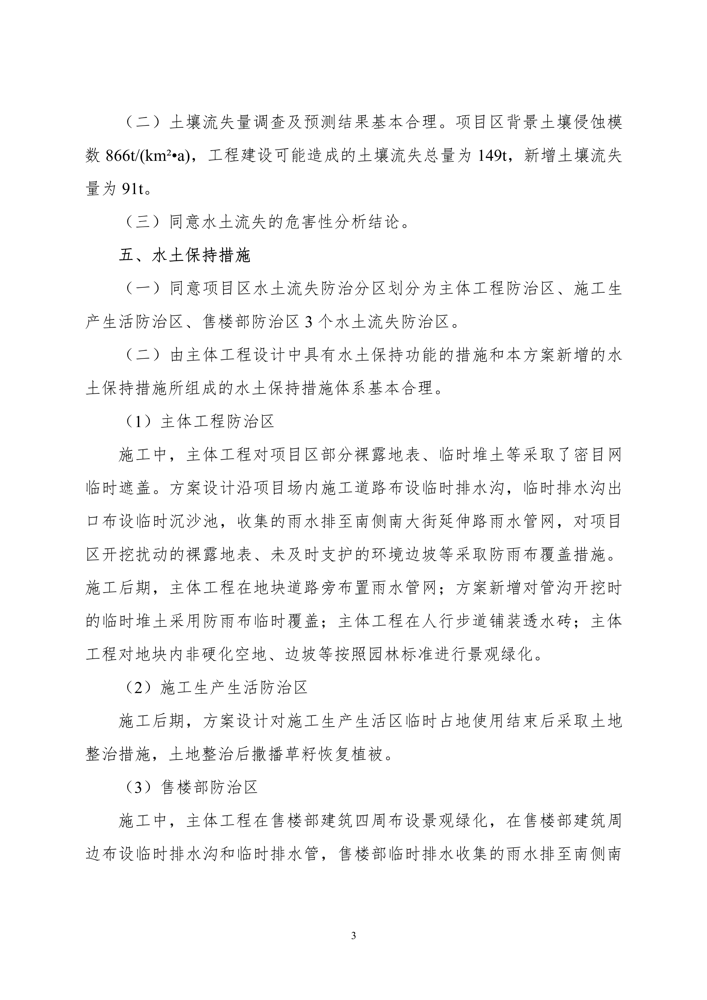 （二）土壤流失量调查及预测结果基本合理。项目区背景土壤侵蚀模
数 866t/(km²•a)，工程建设可能造成的土壤流失总量为 149t，新增土壤流失
量为 91t。
（三）同意水土流失的危害性分析结论。
五、水土保持措施
（一）同意项目区水土流失防治分区划分为主体工程防治区、施工生
产生活防治区、售楼部防治区 3 个水土流失防治区。
（二）由主体工程设计中具有水土保持功能的措施和本方案新增的水
土保持措施所组成的水土保持措施体系基本合理。
（1）主体工程防治区
施工中，主体工程对项目区部分裸露地表、临时堆土等采取了密目网
临时遮盖。方案设计沿项目场内施工道路布设临时排水沟，临时排水沟出
口布设临时沉沙池，收集的雨水排至南侧南大街延伸路雨水管网，对项目
区开挖扰动的裸露地表、未及时支护的环境边坡等采取防雨布覆盖措施。
施工后期，主体工程在地块道路旁布置雨水管网；方案新增对管沟开挖时
的临时堆土采用防雨布临时覆盖；主体工程在人行步道铺装透水砖；主体
工程对地块内非硬化空地、边坡等按照园林标准进行景观绿化。
（2）施工生产生活防治区
施工后期，方案设计对施工生产生活区临时占地使用结束后采取土地
整治措施，土地整治后撒播草籽恢复植被。
（3）售楼部防治区
施工中，主体工程在售楼部建筑四周布设景观绿化，在售楼部建筑周
边布设临时排水沟和临时排水管，售楼部临时排水收集的雨水排至南侧南
3